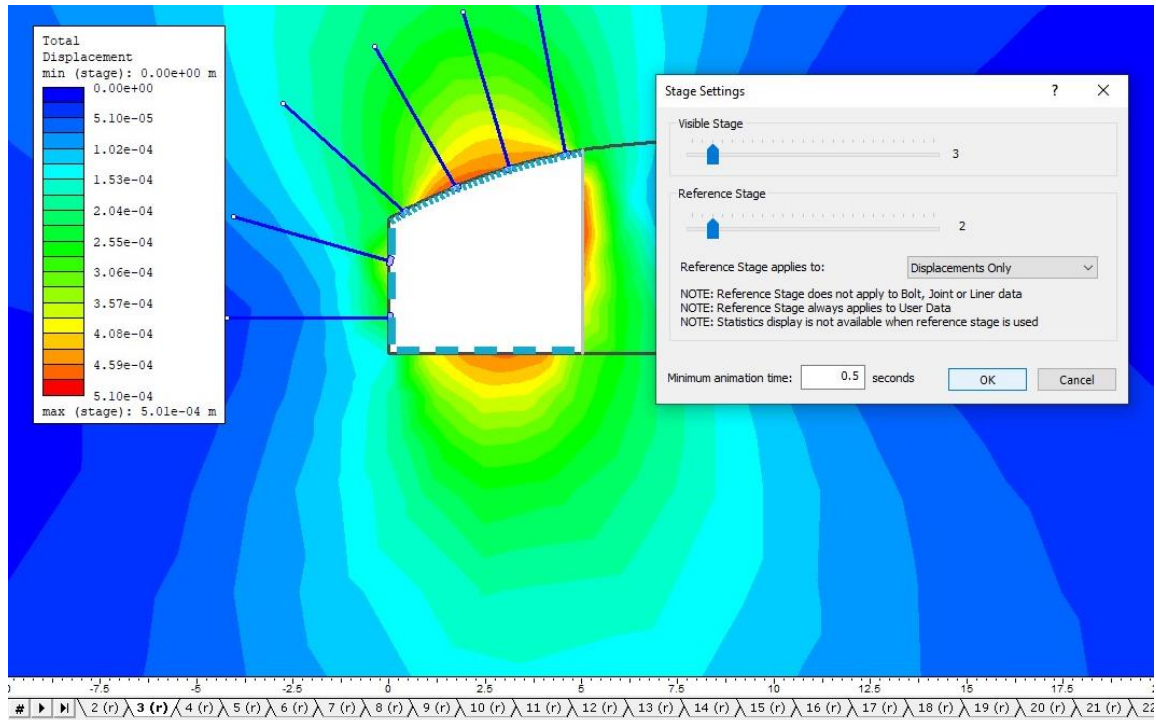 Total
Displacement
min (stage): 0.00e+00 m
0.00e+00
5.10e-05
1.02e-04
1.53e-04
2.04e-04
2.55e-04
3.06e-04
3.57e-04
4.08e-04
4.59e-04
5.10e-04
max (stage): 5.01e-04 m
Stage Settings ? X
Visible Stage
3
Reference Stage
2
Reference Stage applies to: Displacements Only
NOTE: Reference Stage does not apply to Bolt, Joint or Liner data
NOTE: Reference Stage always applies to User Data
NOTE: Statistics display is not available when reference stage is used
Minimum animation time: 0.5 seconds OK Cancel
-7.5 -5 -2.5 0 2.5 5 7.5 10 12.5 15 17.5
# 2 (r) 3 (r) 4 (r) 5 (r) 6 (r) 7 (r) 8 (r) 9 (r) 10 (r) 11 (r) 12 (r) 13 (r) 14 (r) 15 (r) 16 (r) 17 (r) 18 (r) 19 (r) 20 (r) 21 (r) 22